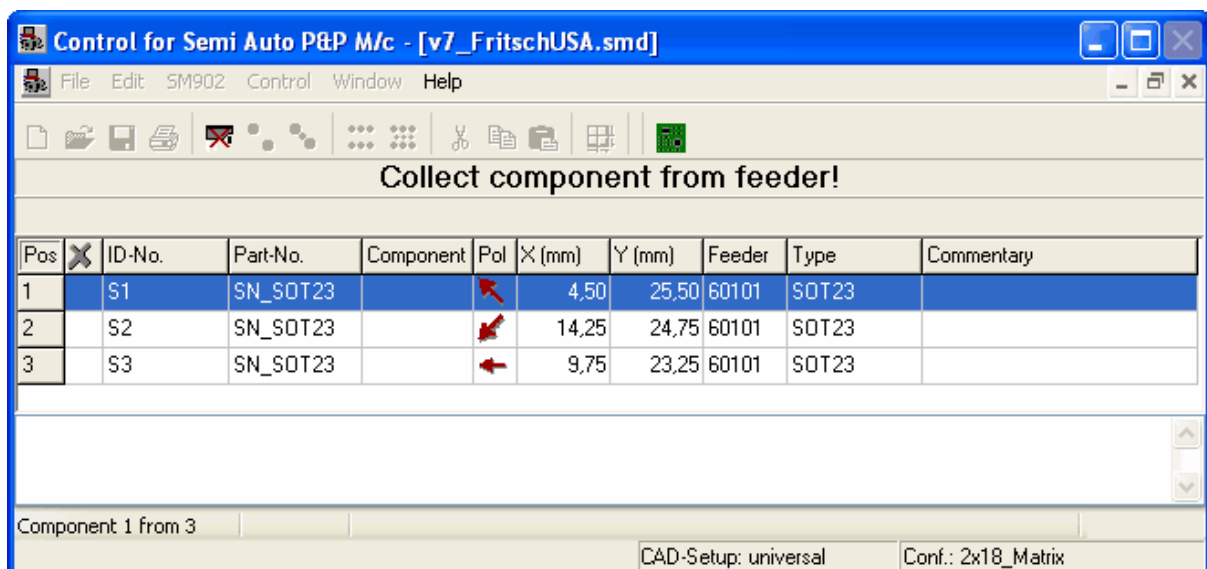 Control for Semi Auto P&P M/c - [v7_FritschUSA.smd]
File Edit SM902 Control Window Help
Collect component from feeder!
Pos ID-No. Part-No. Component Pol X (mm) Y (mm) Feeder Type Commentary
1 S1 SN_SOT23 4,50 25,50 60101 SOT23
2 S2 SN_SOT23 14,25 24,75 60101 SOT23
3 S3 SN_SOT23 9,75 23,25 60101 SOT23
Component 1 from 3
CAD-Setup: universal Conf.: 2x18_Matrix